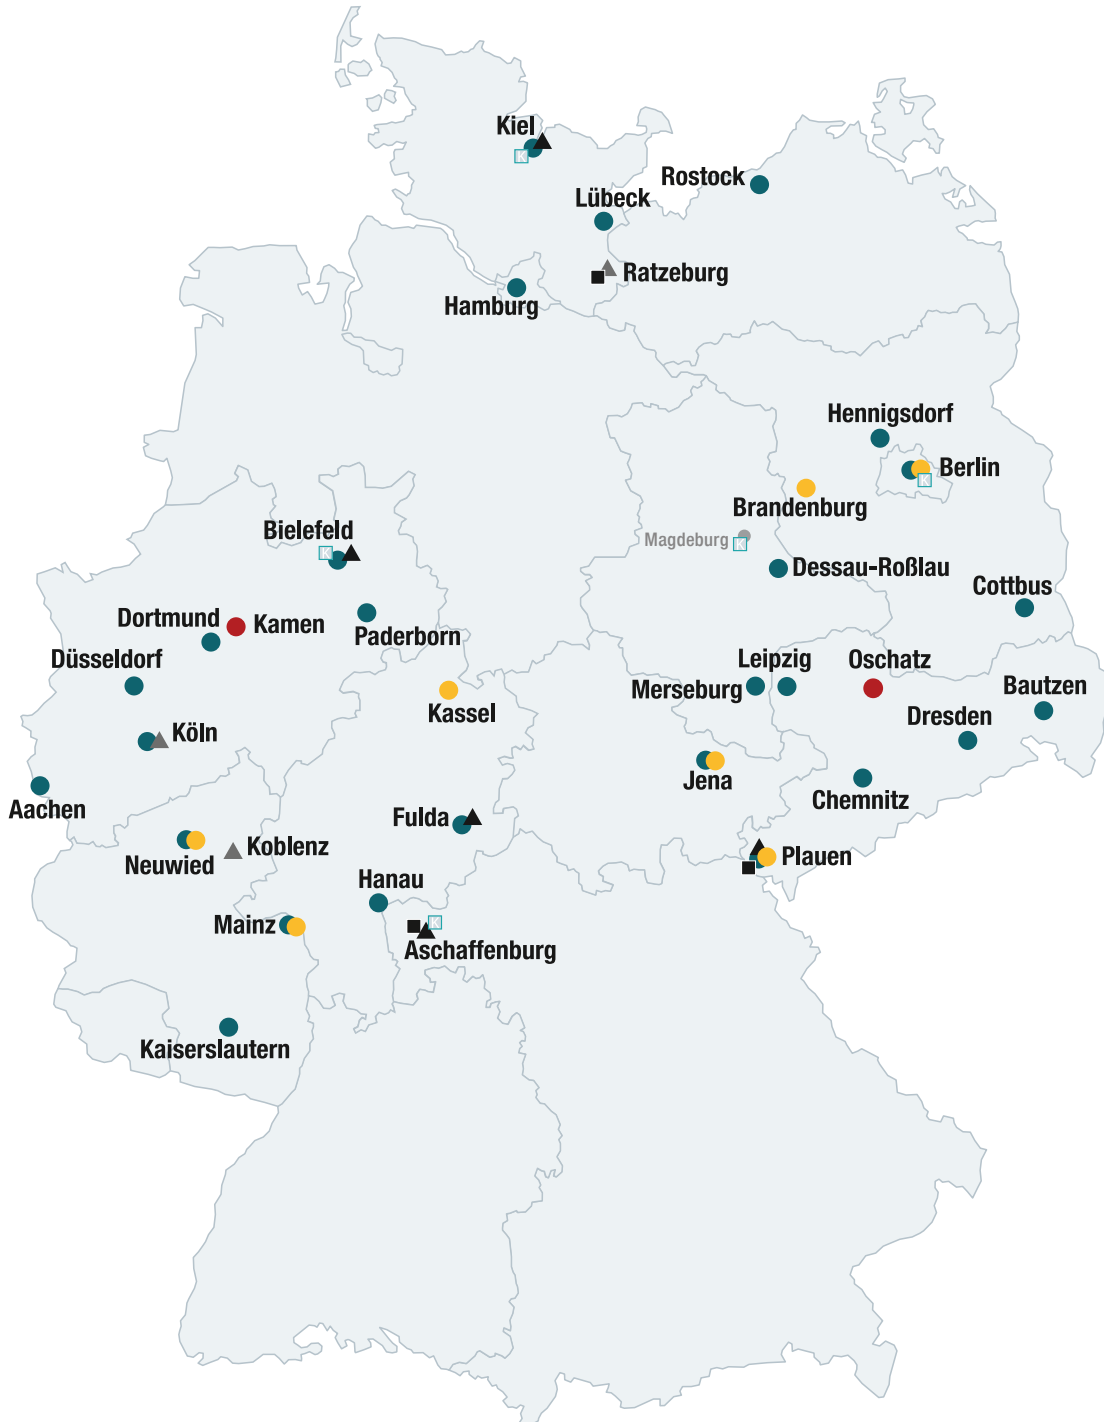 Kiel
K
Rostock
Lübeck
Ratzeburg
Hamburg
Hennigsdorf
Berlin
K
Brandenburg
Bielefeld
K
Magdeburg
K
Dessau-Roßlau
Cottbus
Dortmund
Kamen
Paderborn
Düsseldorf
Leipzig
Oschatz
Merseburg
Bautzen
Kassel
Dresden
Köln
Jena
Chemnitz
Aachen
Fulda
Koblenz
Neuwied
Plauen
Hanau
Mainz
K
Aschaffenburg
Kaiserslautern